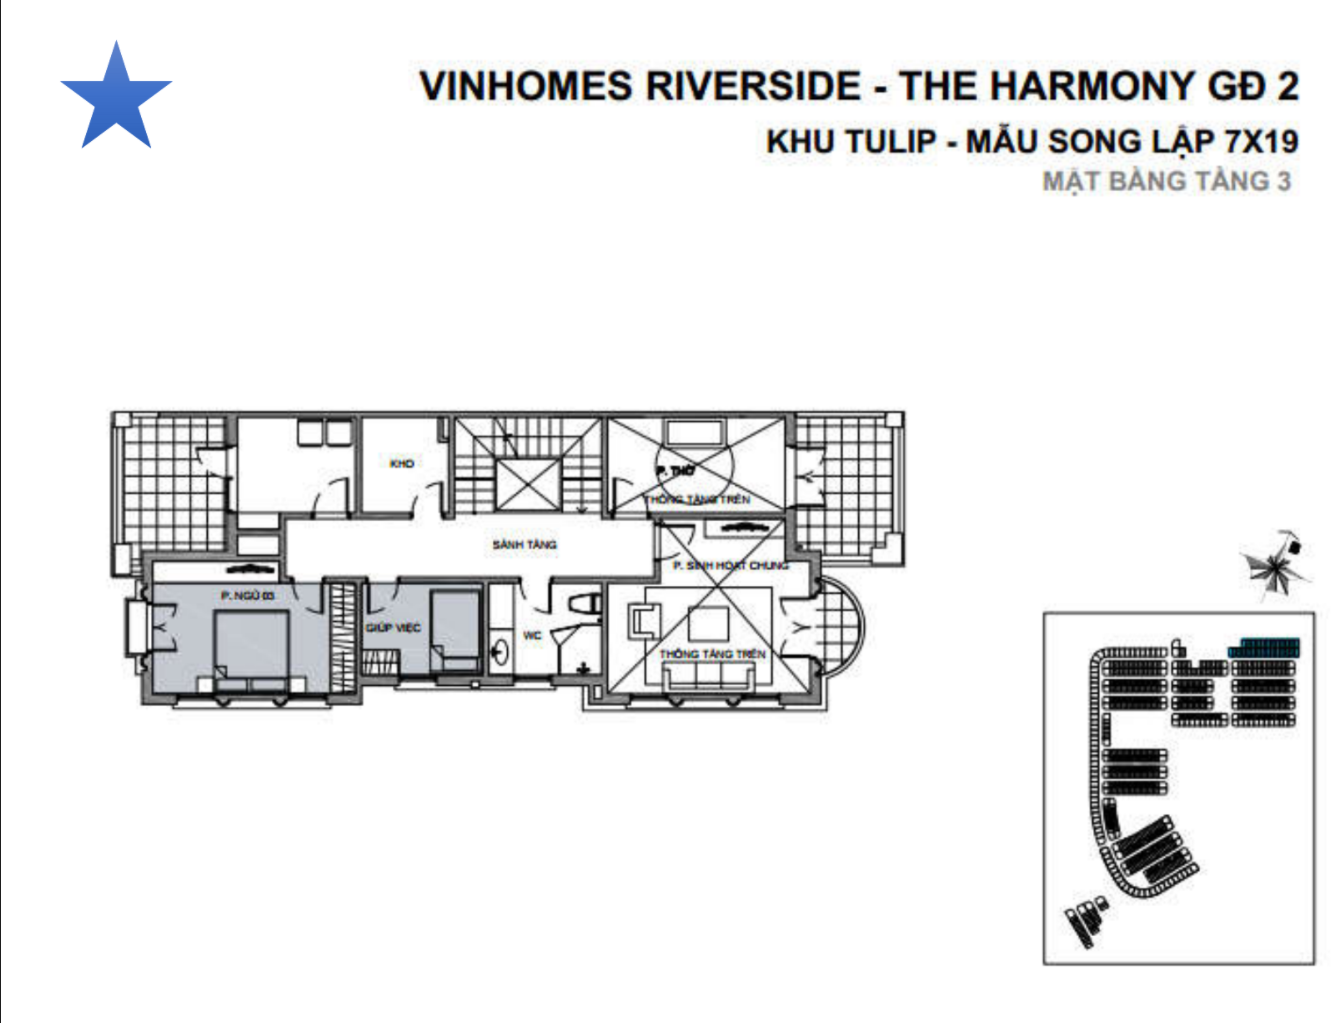 VINHOMES RIVERSIDE - THE HARMONY GĐ 2
KHU TULIP - MẪU SONG LẬP 7X19
MẶT BẰNG TẦNG 3
KHO
P. THỜ
THÔNG TẦNG TRÊN
SẢNH TẦNG
P. SINH HOẠT CHUNG
P. NGỦ 03
GIÚP VIỆC
WC
THÔNG TẦNG TRÊN